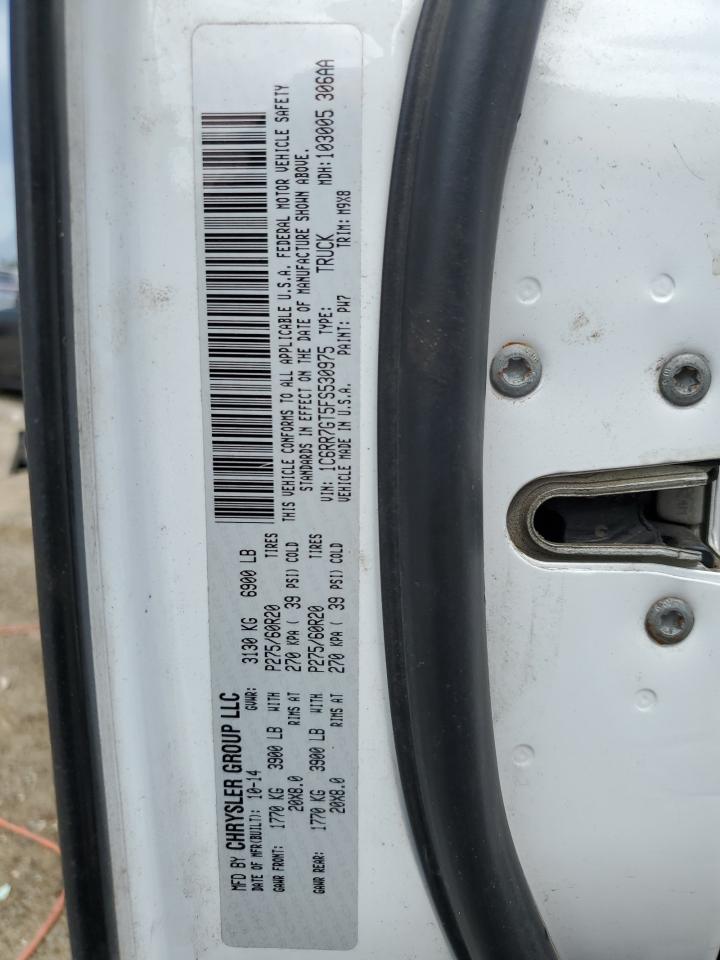 MFD BY CHRYSLER GROUP LLC
DATE OF MFR(BUILT): 10-14 GVWR: 3130 KG 6900 LB
GAWR FRONT: 1770 KG 3900 LB WITH P275/60R20 TIRES
20X8.0 RIMS AT 270 KPA ( 39 PSI) COLD
GAWR REAR: 1770 KG 3900 LB WITH P275/60R20 TIRES
20X8.0 RIMS AT 270 KPA ( 39 PSI) COLD
N
THIS VEHICLE CONFORMS TO ALL APPLICABLE U.S.A. FEDERAL MOTOR VEHICLE SAFETY
STANDARDS IN EFFECT ON THE DATE OF MANUFACTURE SHOWN ABOVE.
VIN: 1C6RR7GT5FS530975 TYPE: TRUCK MDH: 103005 306AA
VEHICLE MADE IN U.S.A. PAINT: PW7 TRIM: M9X8